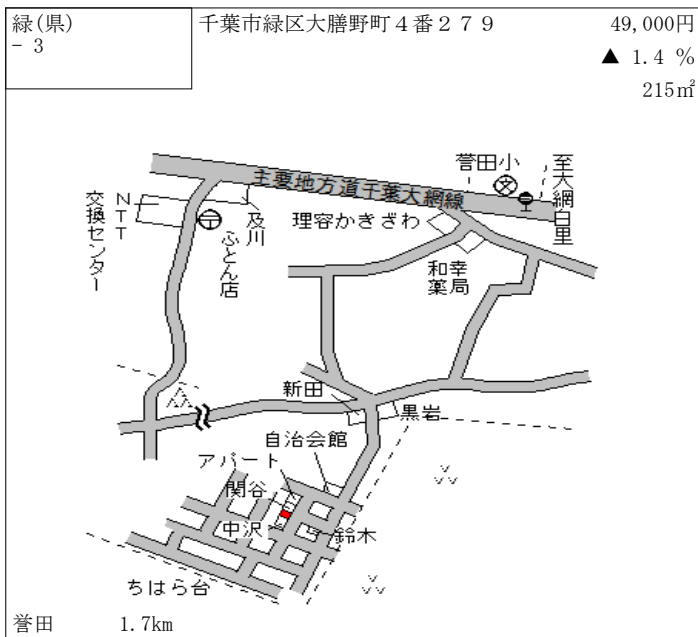 緑(県)
- 3
千葉市緑区大膳野町４番２７９
49,000円
▲ 1.4 %
215㎡
主要地方道千葉大網線
誉田小
至大網白里
NTT
交換センター
及川
ふとん店
理容かきざわ
和幸
薬局
新田
黒岩
自治会館
アパート
関谷
中沢
鈴木
ちはら台
誉田 1.7km